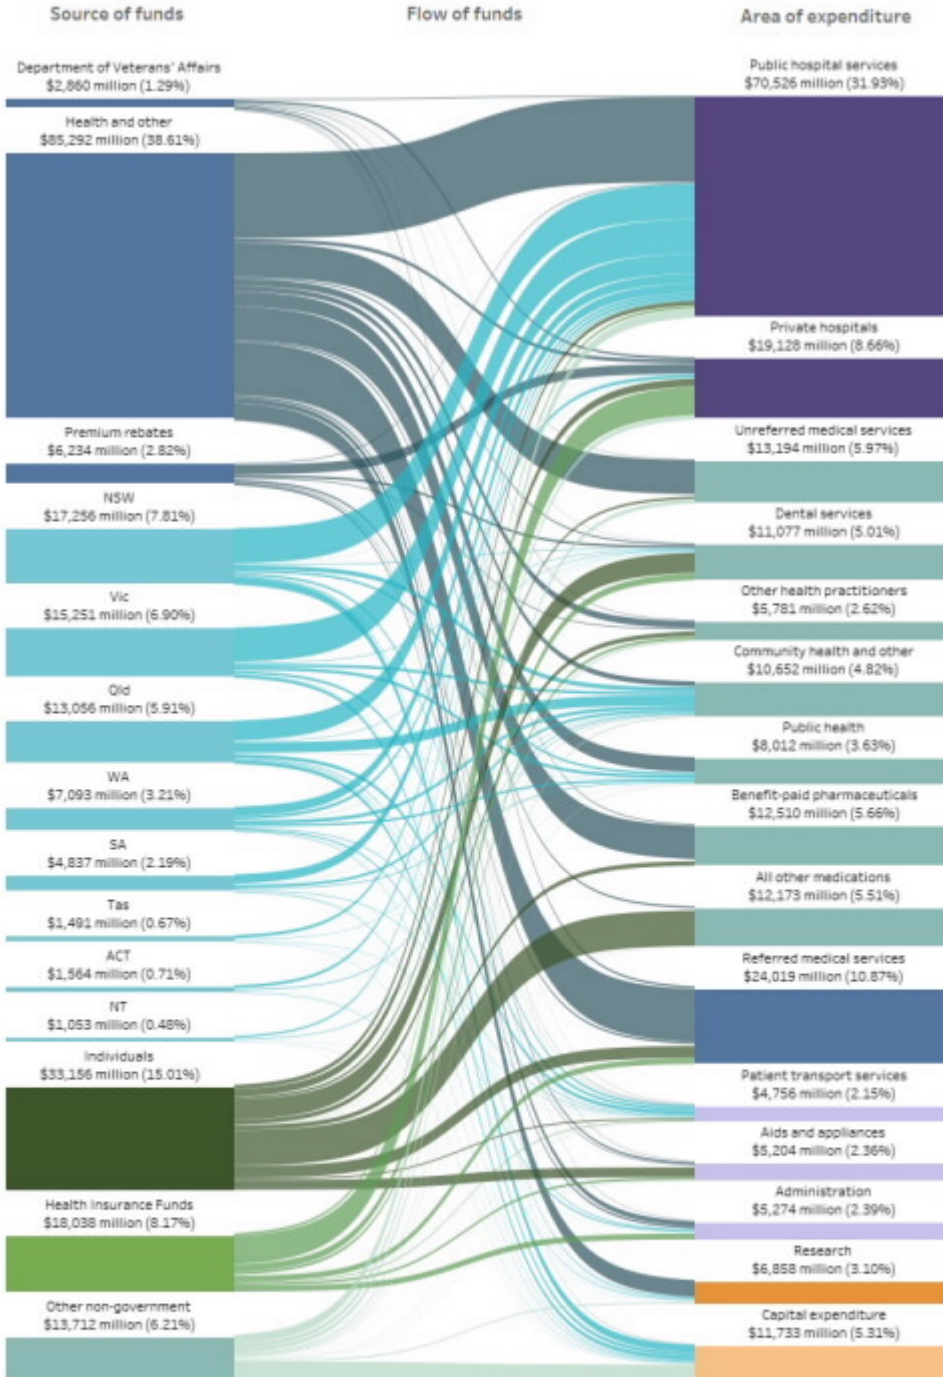 Source of funds
Flow of funds
Area of expenditure
Department of Veterans' Affairs
$2,860 million (1.29%)
Health and other
$85,292 million (38.61%)
Premium rebates
$6,234 million (2.82%)
NSW
$17,256 million (7.81%)
Vic
$15,251 million (6.90%)
Qld
$13,056 million (5.91%)
WA
$7,093 million (3.21%)
SA
$4,837 million (2.19%)
Tas
$1,491 million (0.67%)
ACT
$1,564 million (0.71%)
NT
$1,053 million (0.48%)
Individuals
$33,156 million (15.01%)
Health Insurance Funds
$18,038 million (8.17%)
Other non-government
$13,712 million (6.21%)
Public hospital services
$70,526 million (31.93%)
Private hospitals
$19,128 million (8.66%)
Unreferred medical services
$13,194 million (5.97%)
Dental services
$11,077 million (5.01%)
Other health practitioners
$5,781 million (2.62%)
Community health and other
$10,652 million (4.82%)
Public health
$8,012 million (3.63%)
Benefit-paid pharmaceuticals
$12,510 million (5.66%)
All other medications
$12,173 million (5.51%)
Referred medical services
$24,019 million (10.87%)
Patient transport services
$4,756 million (2.15%)
Aids and appliances
$5,204 million (2.36%)
Administration
$5,274 million (2.39%)
Research
$6,858 million (3.10%)
Capital expenditure
$11,733 million (5.31%)